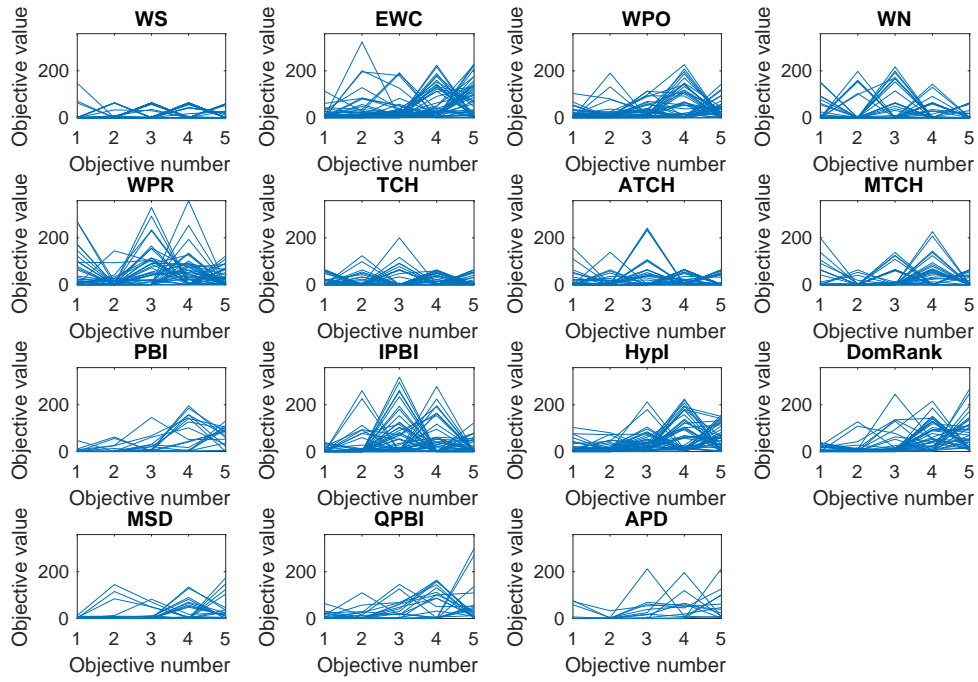 WS EWC WPO WN
Objective value Objective value Objective value Objective value
200 200 200 200
0 0 0 0
1 2 3 4 5 1 2 3 4 5 1 2 3 4 5 1 2 3 4 5
Objective number Objective number Objective number Objective number
WPR TCH ATCH MTCH
Objective value Objective value Objective value Objective value
200 200 200 200
0 0 0 0
1 2 3 4 5 1 2 3 4 5 1 2 3 4 5 1 2 3 4 5
Objective number Objective number Objective number Objective number
PBI IPBI HypI DomRank
Objective value Objective value Objective value Objective value
200 200 200 200
0 0 0 0
1 2 3 4 5 1 2 3 4 5 1 2 3 4 5 1 2 3 4 5
Objective number Objective number Objective number Objective number
MSD QPBI APD
Objective value Objective value Objective value
200 200 200
0 0 0
1 2 3 4 5 1 2 3 4 5 1 2 3 4 5
Objective number Objective number Objective number